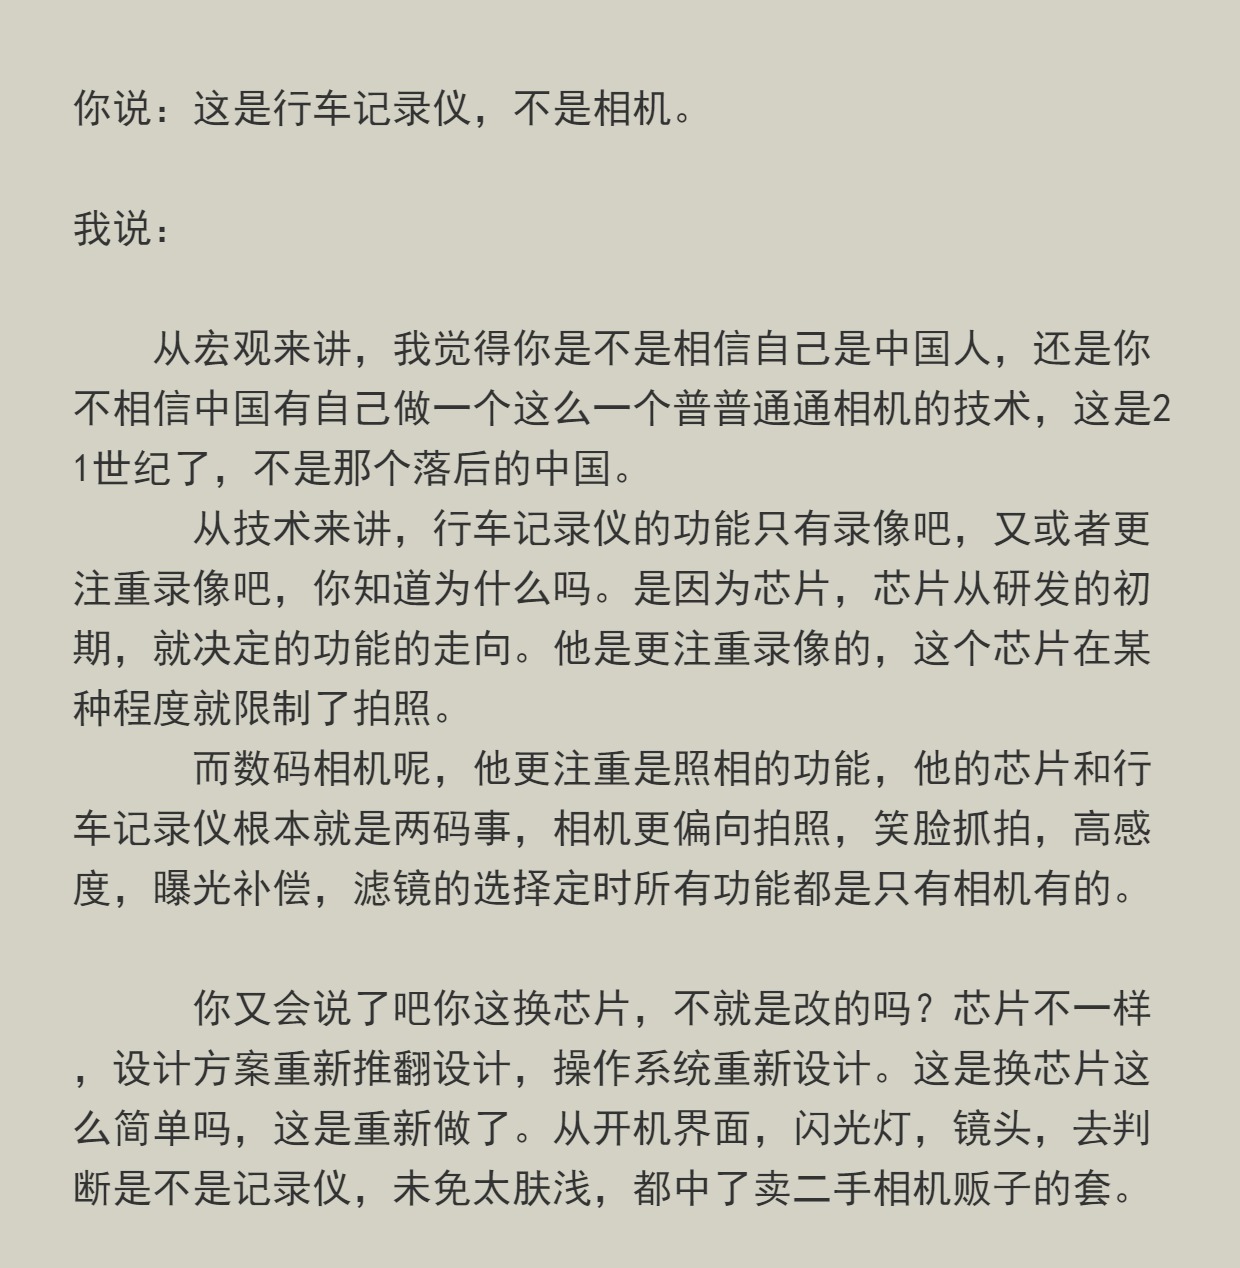 你说：这是行车记录仪，不是相机。
我说：
从宏观来讲，我觉得你是不是相信自己是中国人，还是你
不相信中国有自己做一个这么一个普普通通相机的技术，这是2
1世纪了，不是那个落后的中国。
从技术来讲，行车记录仪的功能只有录像吧，又或者更
注重录像吧，你知道为什么吗。是因为芯片，芯片从研发的初
期，就决定的功能的走向。他是更注重录像的，这个芯片在某
种程度就限制了拍照。
而数码相机呢，他更注重是照相的功能，他的芯片和行
车记录仪根本就是两码事，相机更偏向拍照，笑脸抓拍，高感
度，曝光补偿，滤镜的选择定时所有功能都是只有相机有的。
你又会说了吧你这换芯片，不就是改的吗？芯片不一样
，设计方案重新推翻设计，操作系统重新设计。这是换芯片这
么简单吗，这是重新做了。从开机界面，闪光灯，镜头，去判
断是不是记录仪，未免太肤浅，都中了卖二手相机贩子的套。